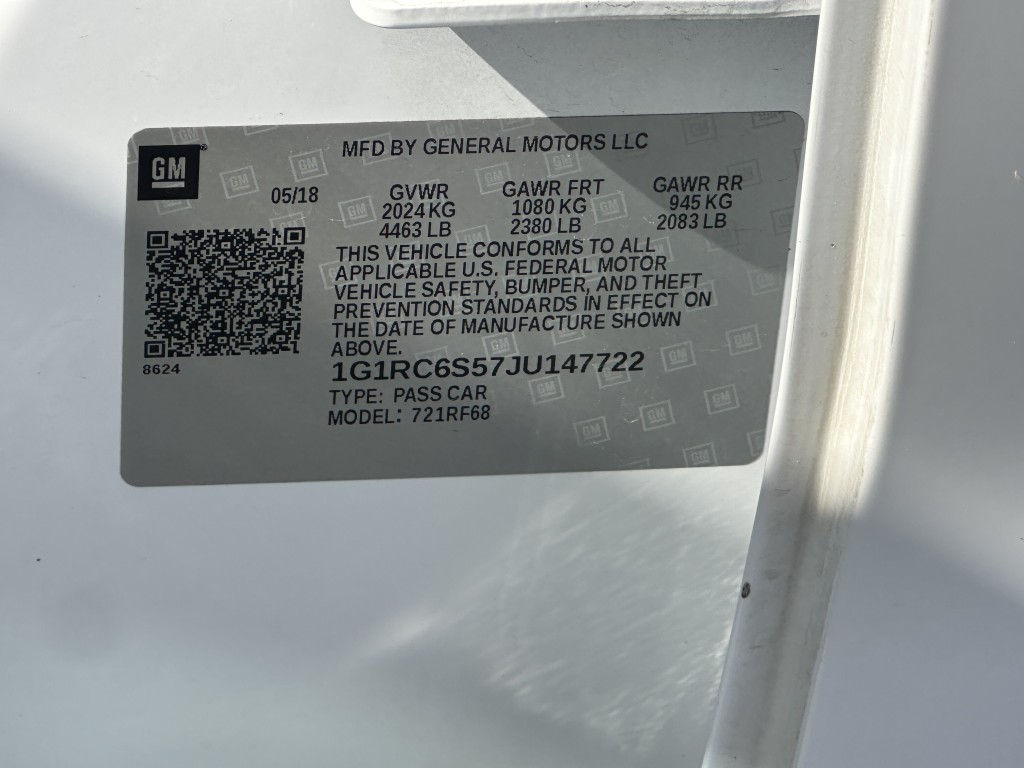 GM
MFD BY GENERAL MOTORS LLC
05/18 GVWR GAWR FRT GAWR RR
2024 KG 1080 KG 945 KG
4463 LB 2380 LB 2083 LB
THIS VEHICLE CONFORMS TO ALL
APPLICABLE U.S. FEDERAL MOTOR
VEHICLE SAFETY, BUMPER, AND THEFT
PREVENTION STANDARDS IN EFFECT ON
THE DATE OF MANUFACTURE SHOWN
ABOVE.
8624
1G1RC6S57JU147722
TYPE: PASS CAR
MODEL: 721RF68